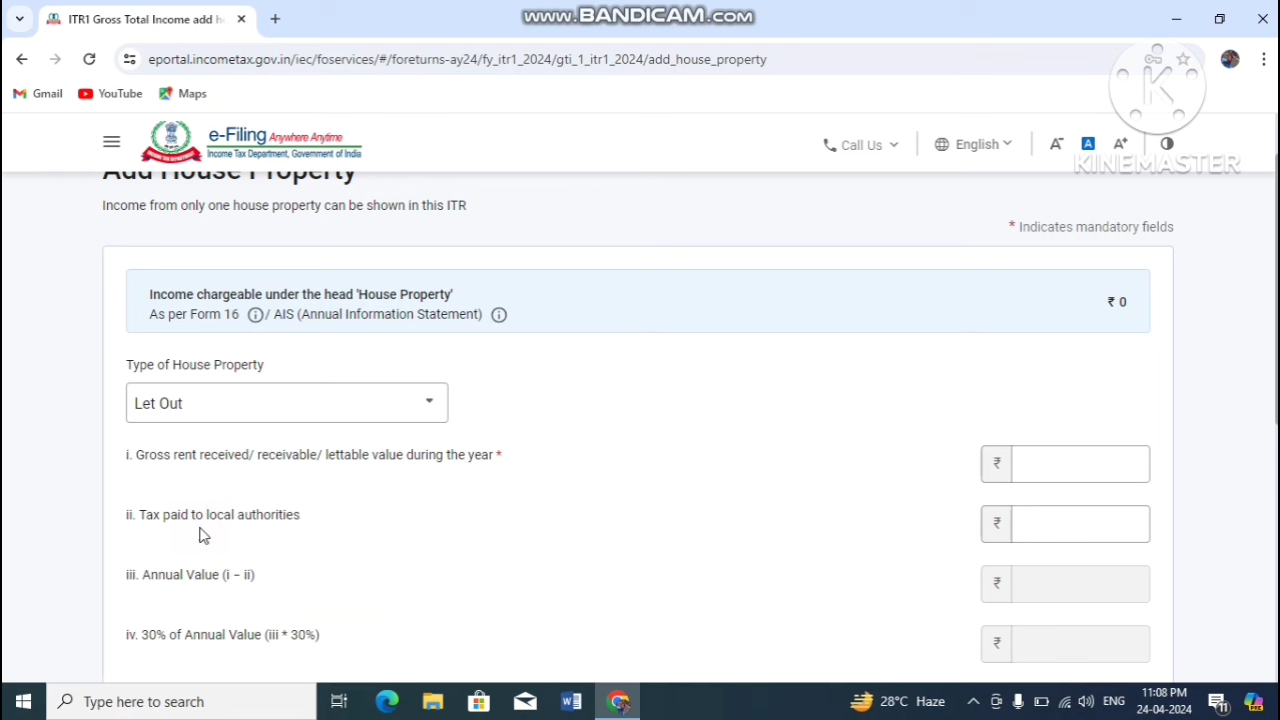 ITR1 Gross Total Income add h
www.BANDICAM.com
eportal.incometax.gov.in/iec/foservices/#/foreturns-ay24/fy_itr1_2024/gti_1_itr1_2024/add_house_property
Gmail YouTube Maps
e-Filing Anywhere Anytime
Income Tax Department, Government of India
Call Us English A⁻ A A⁺
K
KINEMASTER
Add House Property
Income from only one house property can be shown in this ITR
* Indicates mandatory fields
Income chargeable under the head 'House Property'
₹ 0
As per Form 16 / AIS (Annual Information Statement)
Type of House Property
Let Out
i. Gross rent received/ receivable/ lettable value during the year * ₹
ii. Tax paid to local authorities ₹
iii. Annual Value (i – ii) ₹
iv. 30% of Annual Value (iii * 30%) ₹
Type here to search
28°C Haze
ENG
11:08 PM
24-04-2024
11